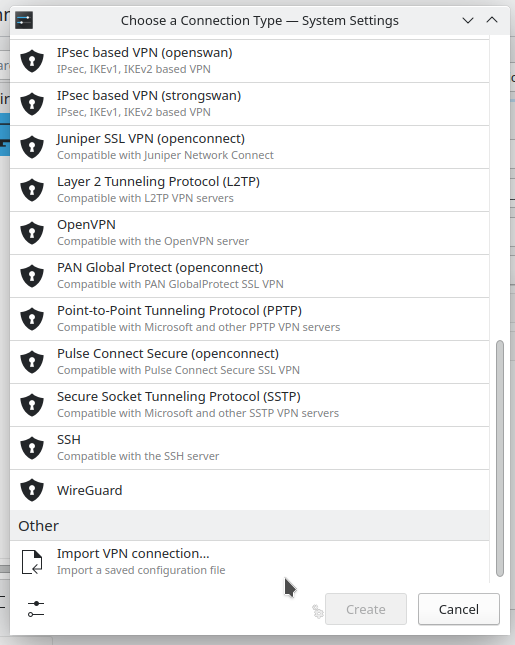 Choose a Connection Type — System Settings
IPsec based VPN (openswan)
IPsec, IKEv1, IKEv2 based VPN
IPsec based VPN (strongswan)
IPsec, IKEv1, IKEv2 based VPN
Juniper SSL VPN (openconnect)
Compatible with Juniper Network Connect
Layer 2 Tunneling Protocol (L2TP)
Compatible with L2TP VPN servers
OpenVPN
Compatible with the OpenVPN server
PAN Global Protect (openconnect)
Compatible with PAN GlobalProtect SSL VPN
Point-to-Point Tunneling Protocol (PPTP)
Compatible with Microsoft and other PPTP VPN servers
Pulse Connect Secure (openconnect)
Compatible with Pulse Connect Secure SSL VPN
Secure Socket Tunneling Protocol (SSTP)
Compatible with Microsoft and other SSTP VPN servers
SSH
Compatible with the SSH server
WireGuard
Other
Import VPN connection...
Import a saved configuration file
Create
Cancel